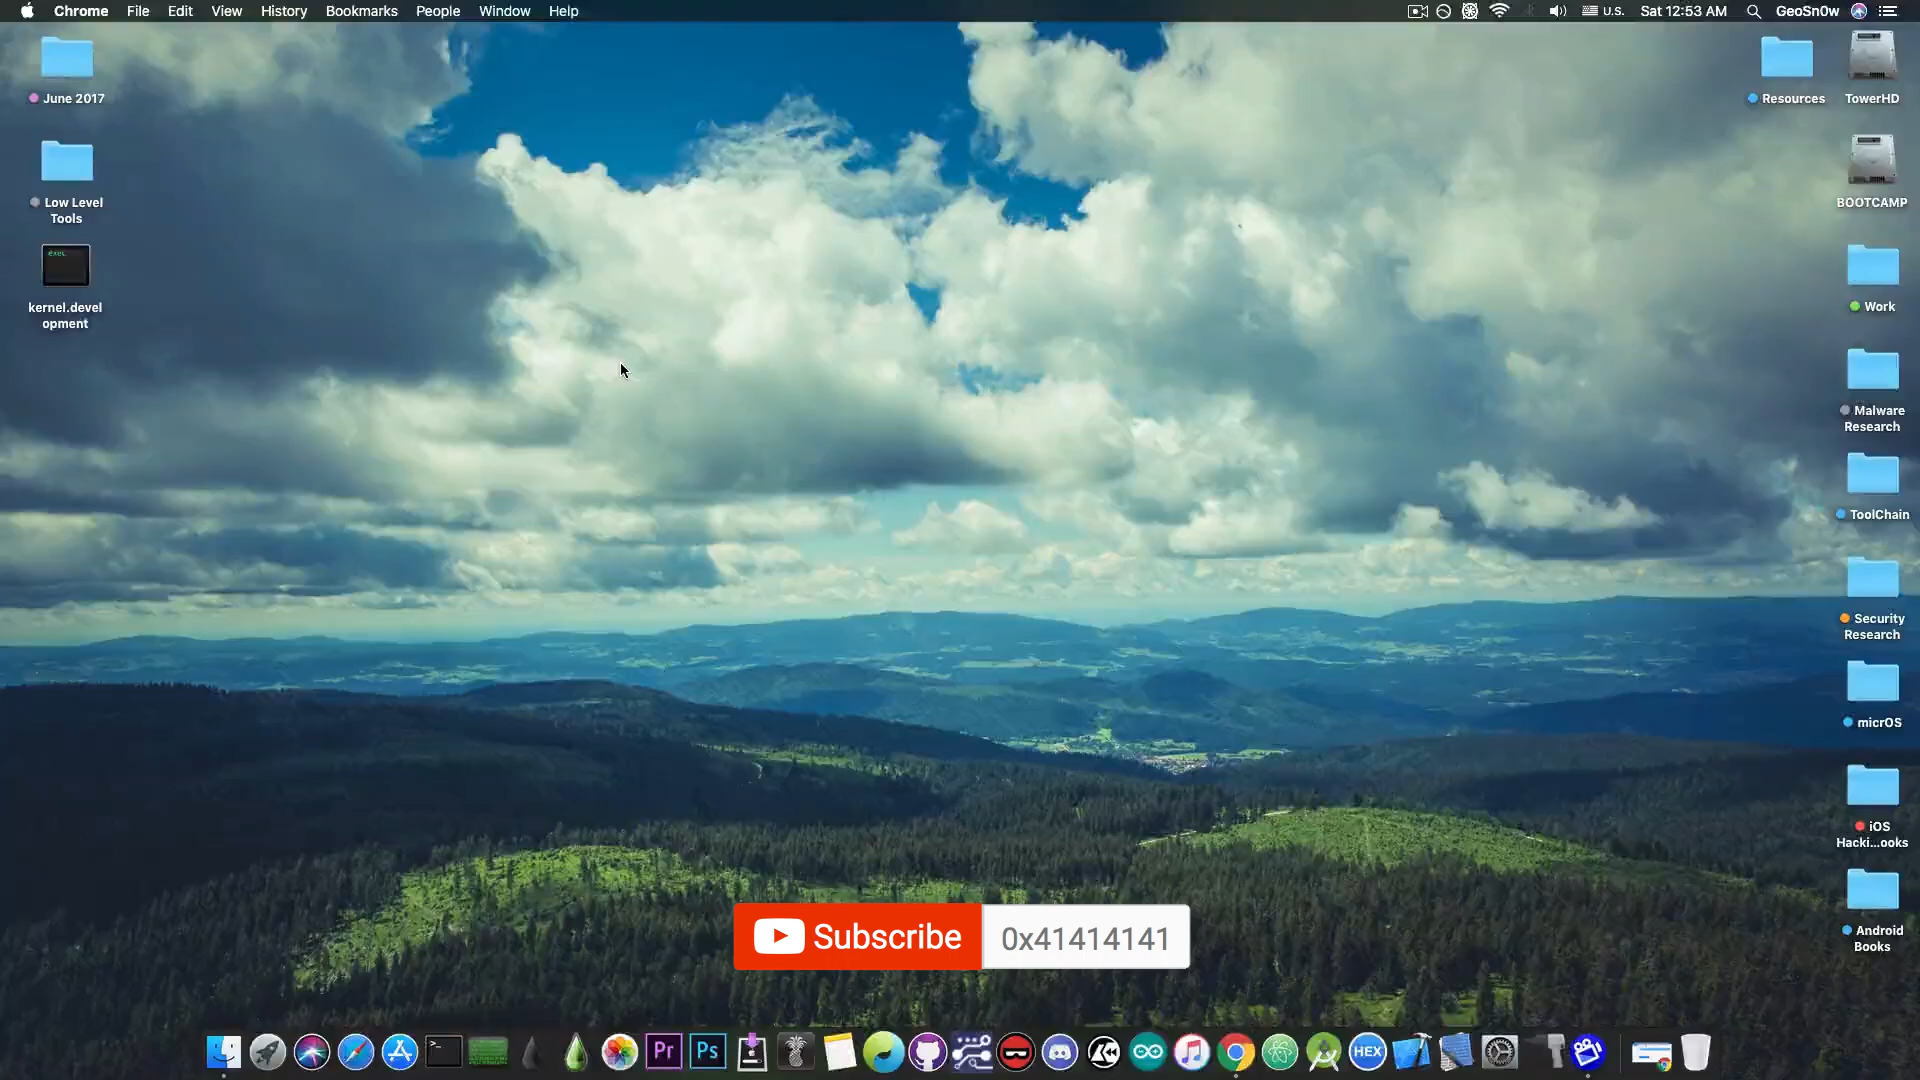 Chrome File Edit View History Bookmarks People Window Help
U.S. Sat 12:53 AM GeoSn0w
June 2017
Low Level
Tools
exec
kernel.devel
opment
Resources
TowerHD
BOOTCAMP
Work
Malware
Research
ToolChain
Security
Research
micrOS
iOS
Hacki...ooks
Android
Books
Subscribe 0x41414141
Pr
Ps
HEX